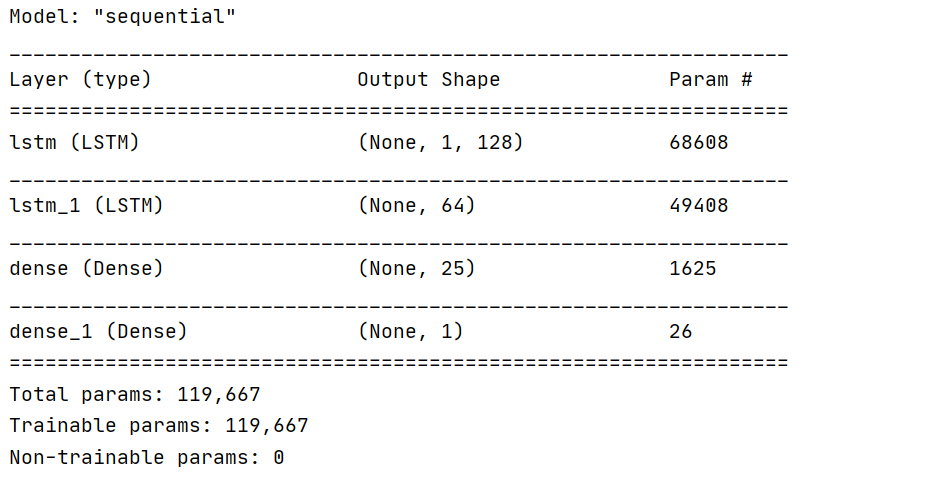 Model: "sequential"
_________________________________________________________________
Layer (type)                 Output Shape              Param #
=================================================================
lstm (LSTM)                  (None, 1, 128)            68608
_________________________________________________________________
lstm_1 (LSTM)                (None, 64)                49408
_________________________________________________________________
dense (Dense)                (None, 25)                1625
_________________________________________________________________
dense_1 (Dense)              (None, 1)                 26
=================================================================
Total params: 119,667
Trainable params: 119,667
Non-trainable params: 0